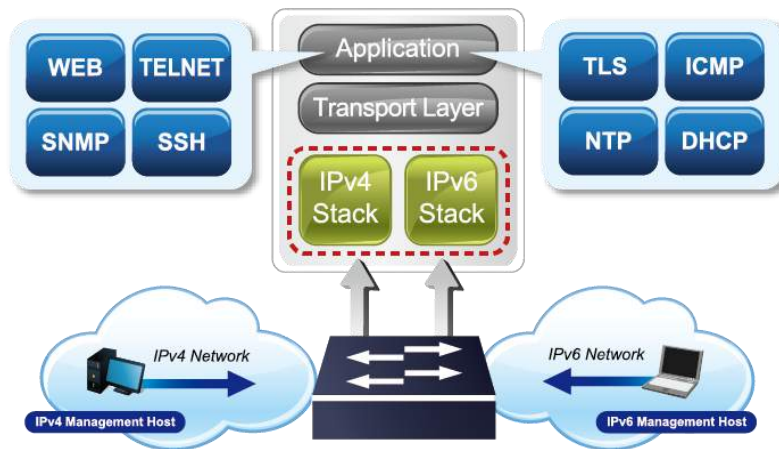 WEB
TELNET
SNMP
SSH
Application
Transport Layer
IPv4
Stack
IPv6
Stack
TLS
ICMP
NTP
DHCP
IPv4 Network
IPv4 Management Host
IPv6 Network
IPv6 Management Host